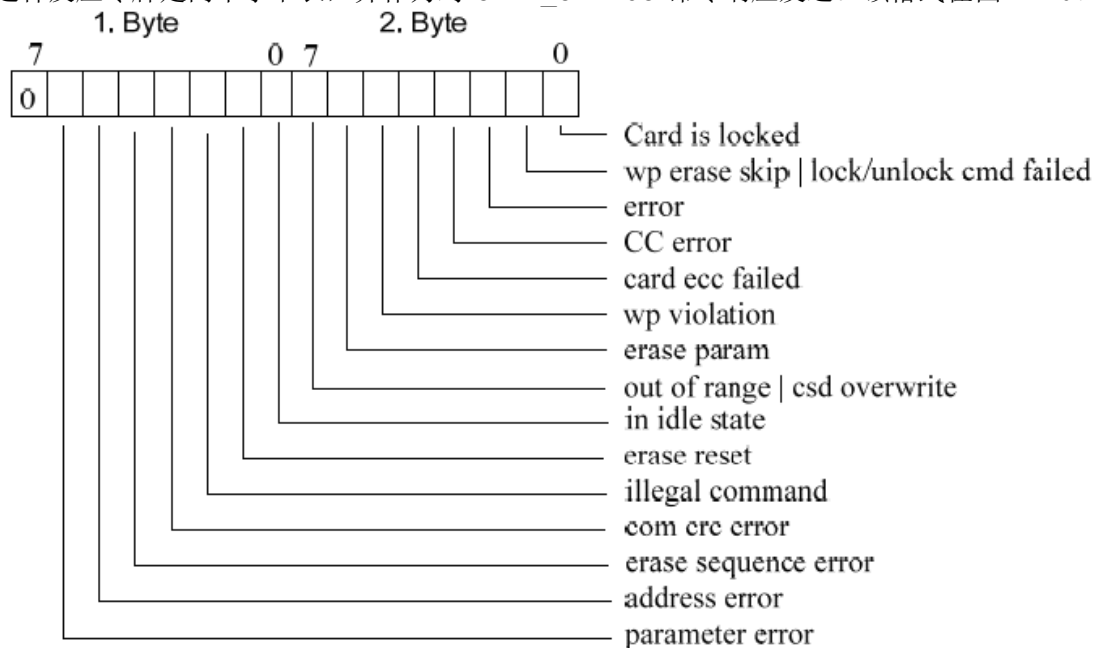 1. Byte 2. Byte
7 0 7 0
0
Card is locked
wp erase skip | lock/unlock cmd failed
error
CC error
card ecc failed
wp violation
erase param
out of range | csd overwrite
in idle state
erase reset
illegal command
com crc error
erase sequence error
address error
parameter error